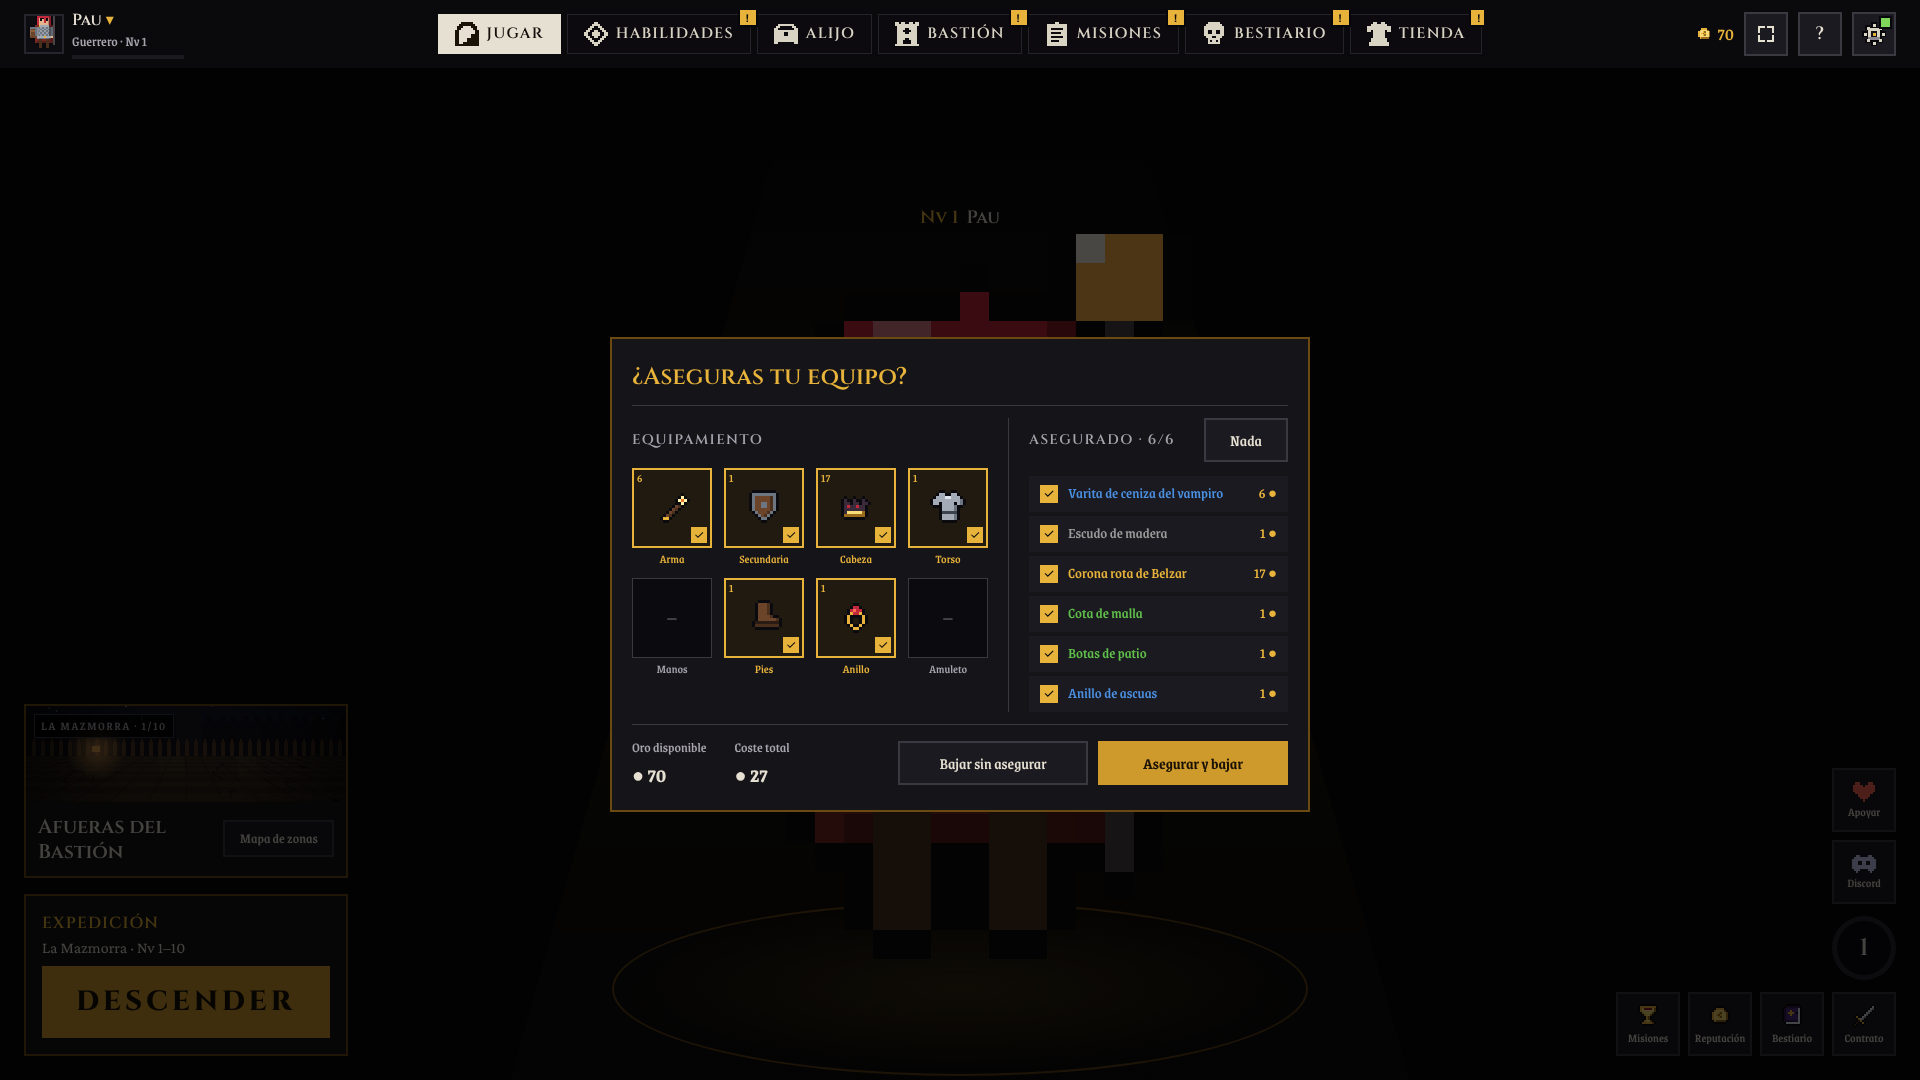 Pau ▾
Guerrero · Nv 1
JUGAR
HABILIDADES
!
ALIJO
BASTIÓN
!
MISIONES
!
BESTIARIO
!
TIENDA
!
70
?
Nv 1 Pau
¿Aseguras tu equipo?
EQUIPAMIENTO
6
1
17
1
Arma
Secundaria
Cabeza
Torso
–
1
1
–
Manos
Pies
Anillo
Amuleto
ASEGURADO · 6/6
Nada
Varita de ceniza del vampiro 6
Escudo de madera 1
Corona rota de Belzar 17
Cota de malla 1
Botas de patio 1
Anillo de ascuas 1
Oro disponible
70
Coste total
27
Bajar sin asegurar
Asegurar y bajar
LA MAZMORRA · 1/10
Afueras del
Bastión
Mapa de zonas
EXPEDICIÓN
La Mazmorra · Nv 1–10
DESCENDER
Apoyar
Discord
1
Misiones
Reputación
Bestiario
Contrato